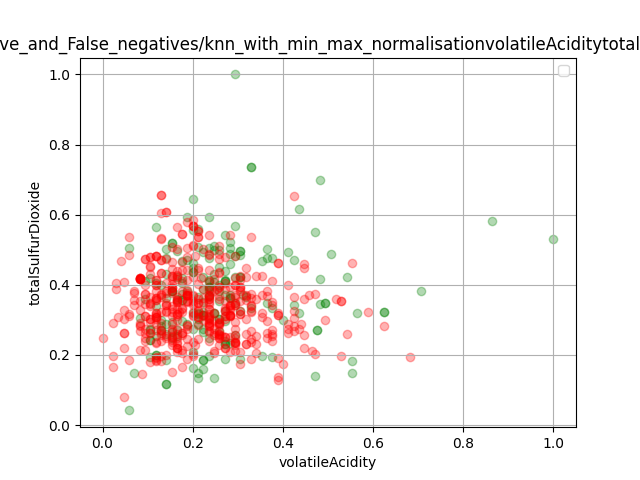 ve_and_False_negatives/knn_with_min_max_normalisationvolatileAciditytotal
1.0
0.8
0.6
0.4
0.2
0.0
totalSulfurDioxide
0.0 0.2 0.4 0.6 0.8 1.0
volatileAcidity